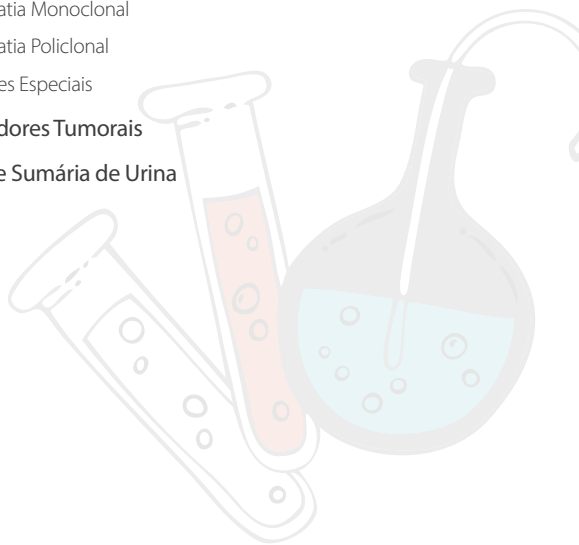 atia Monoclonal
atia Policlonal
es Especiais
dores Tumorais
e Sumária de Urina